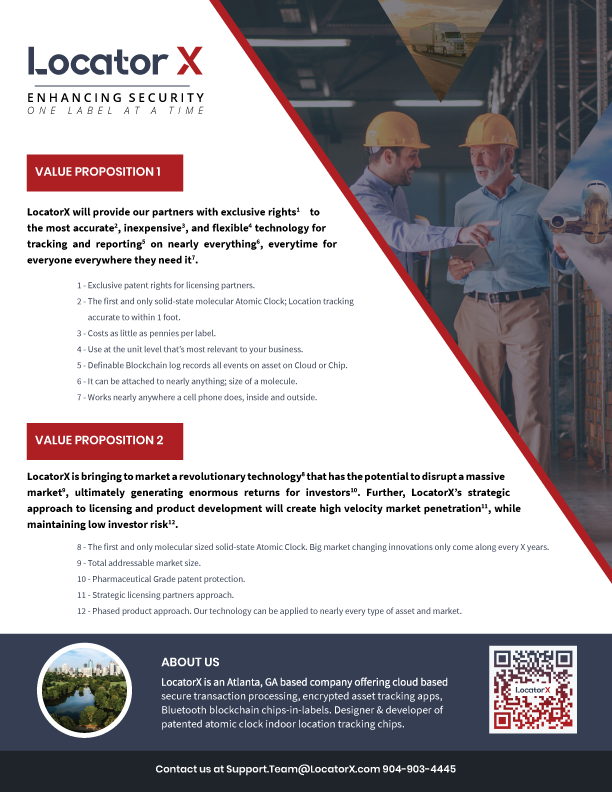 Locator X
ENHANCING SECURITY
ONE LABEL AT A TIME
VALUE PROPOSITION 1
LocatorX will provide our partners with exclusive rights¹ to
the most accurate², inexpensive³, and flexible⁴ technology for
tracking and reporting⁵ on nearly everything⁶, everytime for
everyone everywhere they need it⁷.
1 - Exclusive patent rights for licensing partners.
2 - The first and only solid-state molecular Atomic Clock; Location tracking
accurate to within 1 foot.
3 - Costs as little as pennies per label.
4 - Use at the unit level that's most relevant to your business.
5 - Definable Blockchain log records all events on asset on Cloud or Chip.
6 - It can be attached to nearly anything; size of a molecule.
7 - Works nearly anywhere a cell phone does, inside and outside.
VALUE PROPOSITION 2
LocatorX is bringing to market a revolutionary technology⁸ that has the potential to disrupt a massive
market⁹, ultimately generating enormous returns for investors¹⁰. Further, LocatorX's strategic
approach to licensing and product development will create high velocity market penetration¹¹, while
maintaining low investor risk¹².
8 - The first and only molecular sized solid-state Atomic Clock. Big market changing innovations only come along every X years.
9 - Total addressable market size.
10 - Pharmaceutical Grade patent protection.
11 - Strategic licensing partners approach.
12 - Phased product approach. Our technology can be applied to nearly every type of asset and market.
ABOUT US
LocatorX is an Atlanta, GA based company offering cloud based
secure transaction processing, encrypted asset tracking apps,
Bluetooth blockchain chips-in-labels. Designer & developer of
patented atomic clock indoor location tracking chips.
LocatorX
Contact us at Support.Team@LocatorX.com 904-903-4445